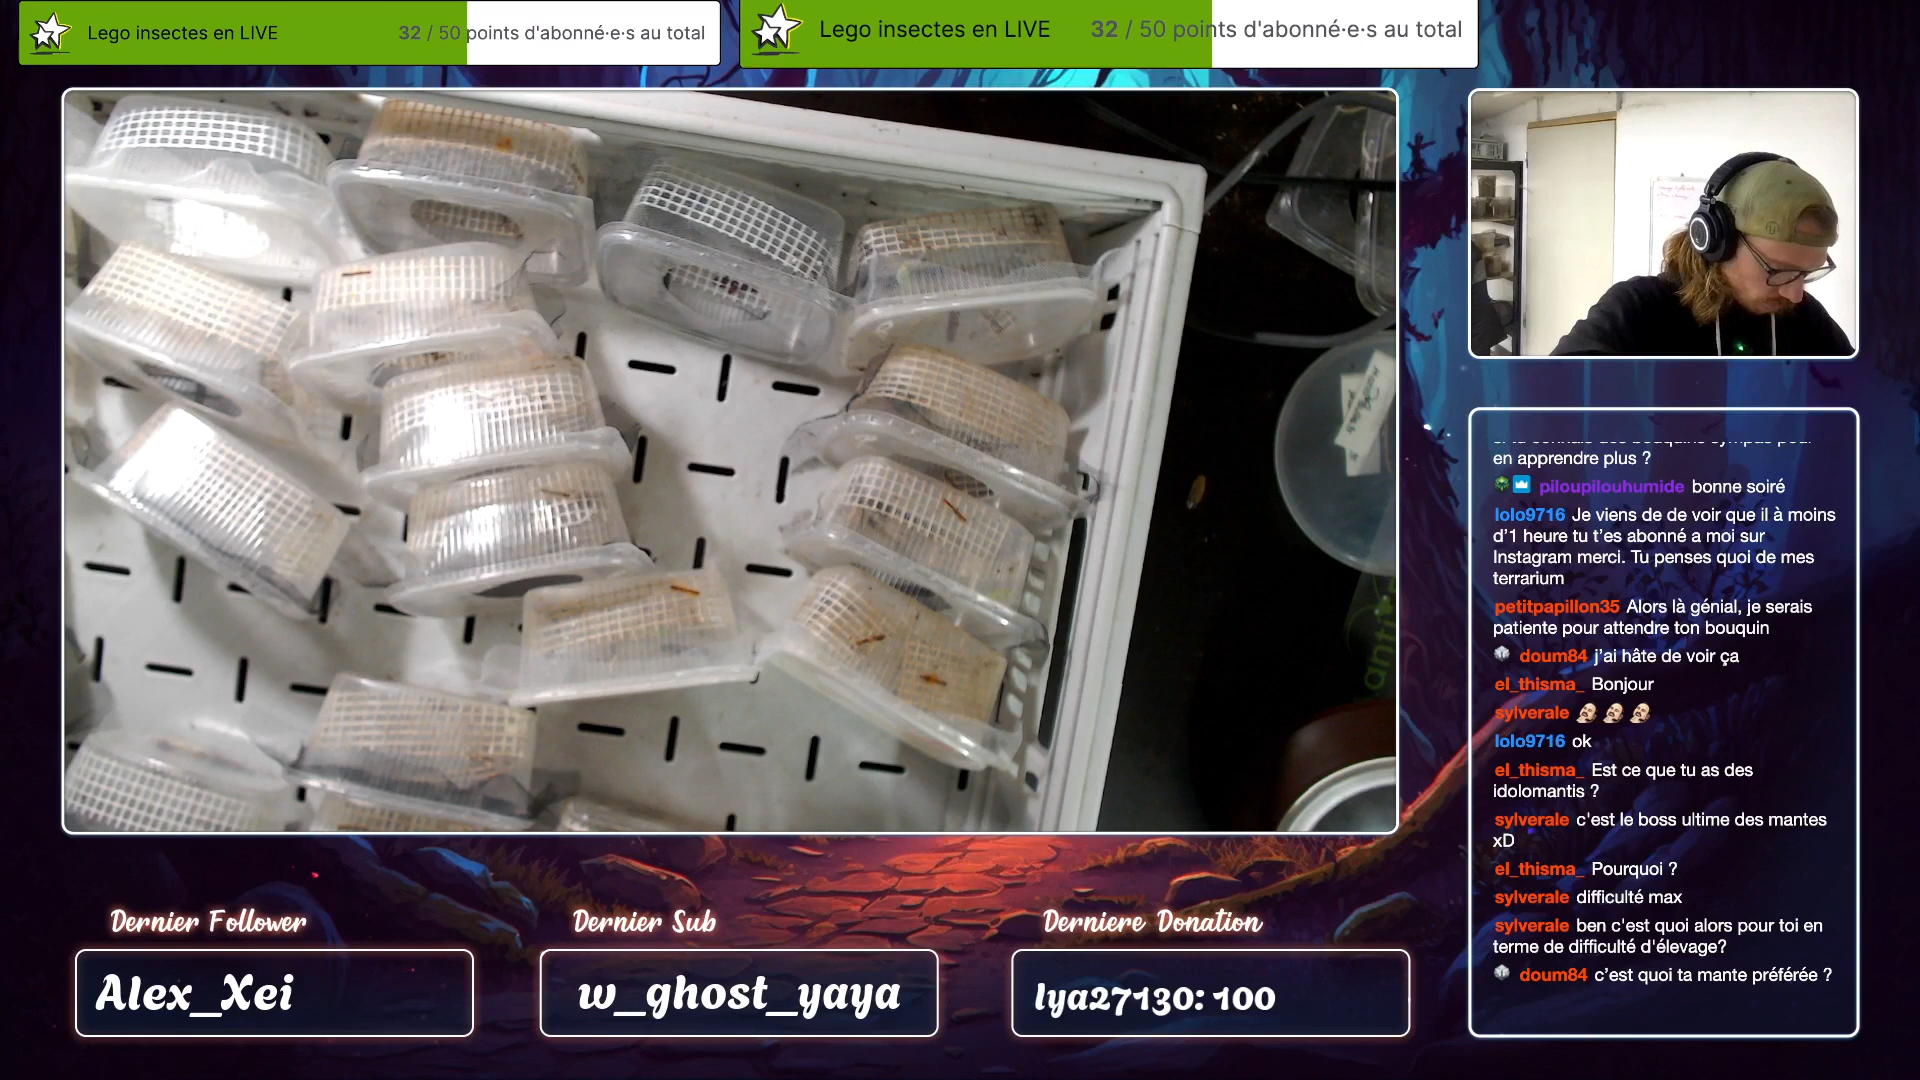 Lego insectes en LIVE 32 / 50 points d'abonné·e·s au total
Lego insectes en LIVE 32 / 50 points d'abonné·e·s au total
en apprendre plus ?
piloupilouhumide bonne soiré
lolo9716 Je viens de de voir que il à moins
d'1 heure tu t'es abonné a moi sur
Instagram merci. Tu penses quoi de mes
terrarium
petitpapillon35 Alors là génial, je serais
patiente pour attendre ton bouquin
doum84 j'ai hâte de voir ça
el_thisma_ Bonjour
sylverale
lolo9716 ok
el_thisma_ Est ce que tu as des
idolomantis ?
sylverale c'est le boss ultime des mantes
xD
el_thisma_ Pourquoi ?
sylverale difficulté max
sylverale ben c'est quoi alors pour toi en
terme de difficulté d'élevage?
doum84 c'est quoi ta mante préférée ?
Dernier Follower
Alex_Xei
Dernier Sub
w_ghost_yaya
Derniere Donation
lya27130: 100